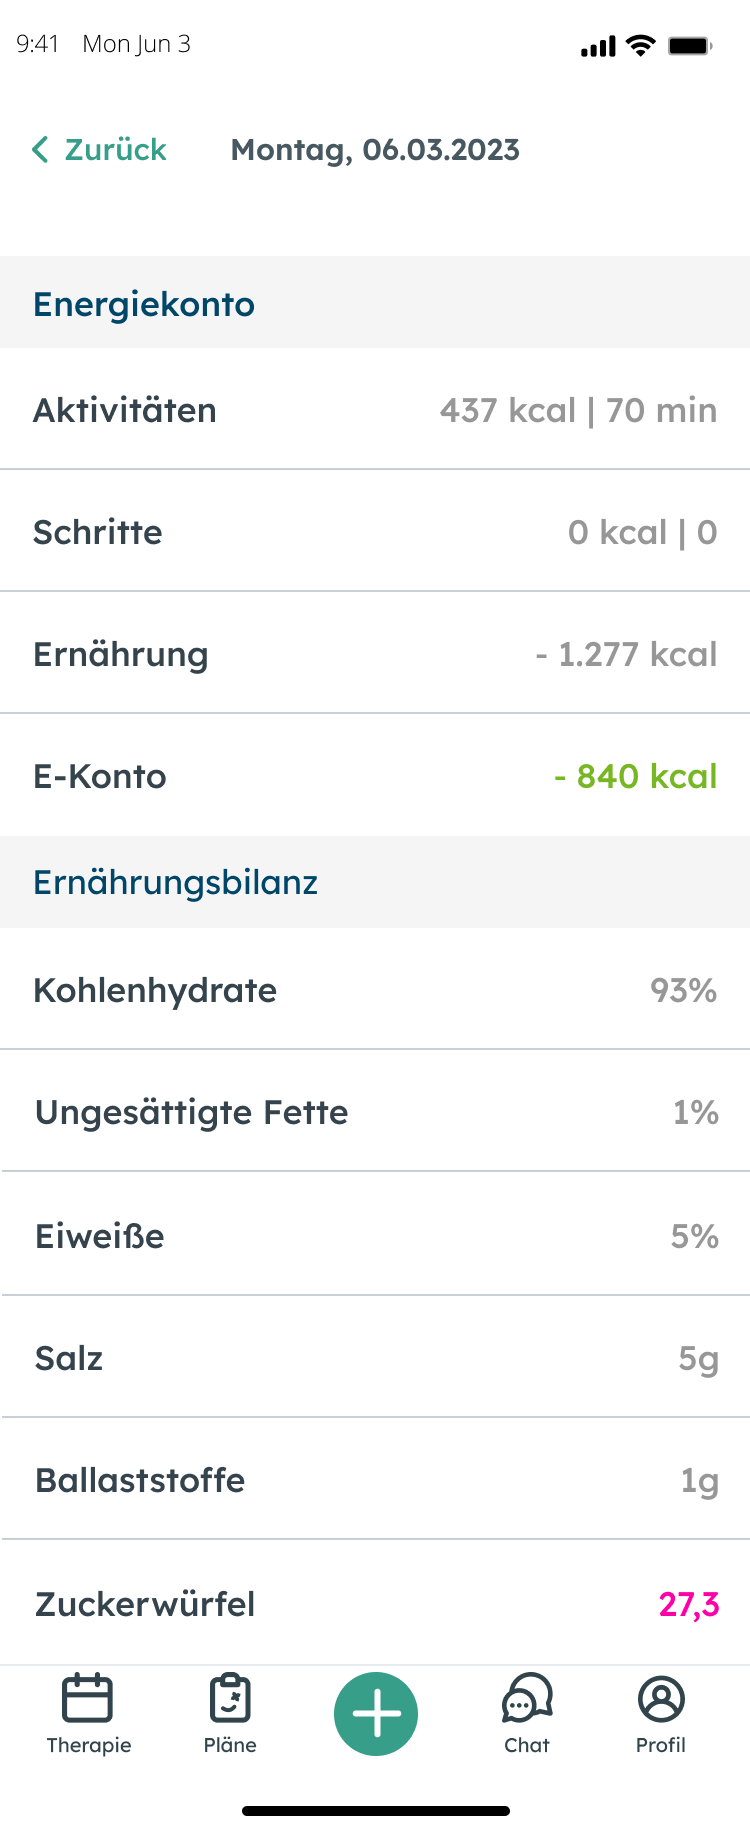 9:41 Mon Jun 3
Zurück Montag, 06.03.2023
Energiekonto
Aktivitäten 437 kcal | 70 min
Schritte 0 kcal | 0
Ernährung - 1.277 kcal
E-Konto - 840 kcal
Ernährungsbilanz
Kohlenhydrate 93%
Ungesättigte Fette 1%
Eiweiße 5%
Salz 5g
Ballaststoffe 1g
Zuckerwürfel 27,3
Therapie Pläne Chat Profil